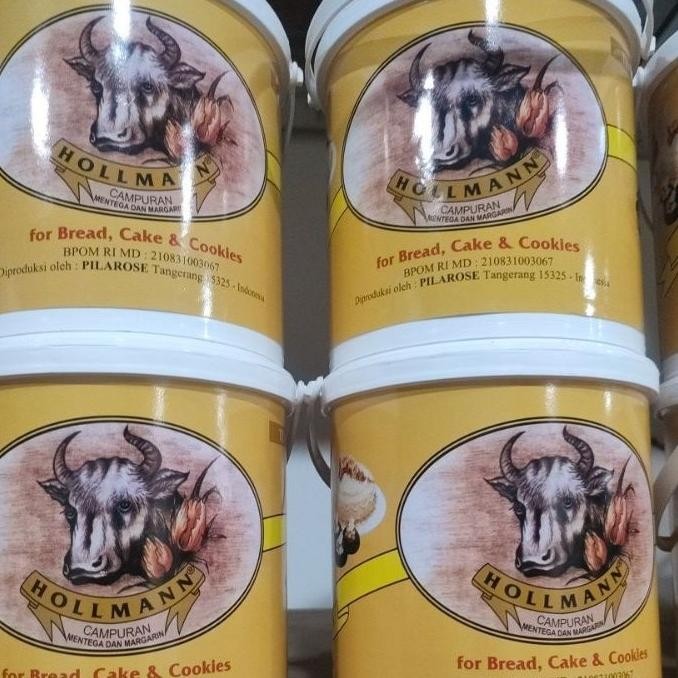 HOLLMANN®
CAMPURAN
MENTEGA DAN MARGARIN
for Bread, Cake & Cookies
BPOM RI MD : 210831003067
Diproduksi oleh : PILAROSE Tangerang 15325 - Indonesia
HOLLMANN®
CAMPURAN
MENTEGA DAN MARGARIN
for Bread, Cake & Cookies
BPOM RI MD : 210831003067
Diproduksi oleh : PILAROSE Tangerang 15325 - Indonesia
HOLLMANN®
CAMPURAN
MENTEGA DAN MARGARIN
for Bread, Cake & Cookies
HOLLMANN®
CAMPURAN
MENTEGA DAN MARGARIN
for Bread, Cake & Cookies
210831003067